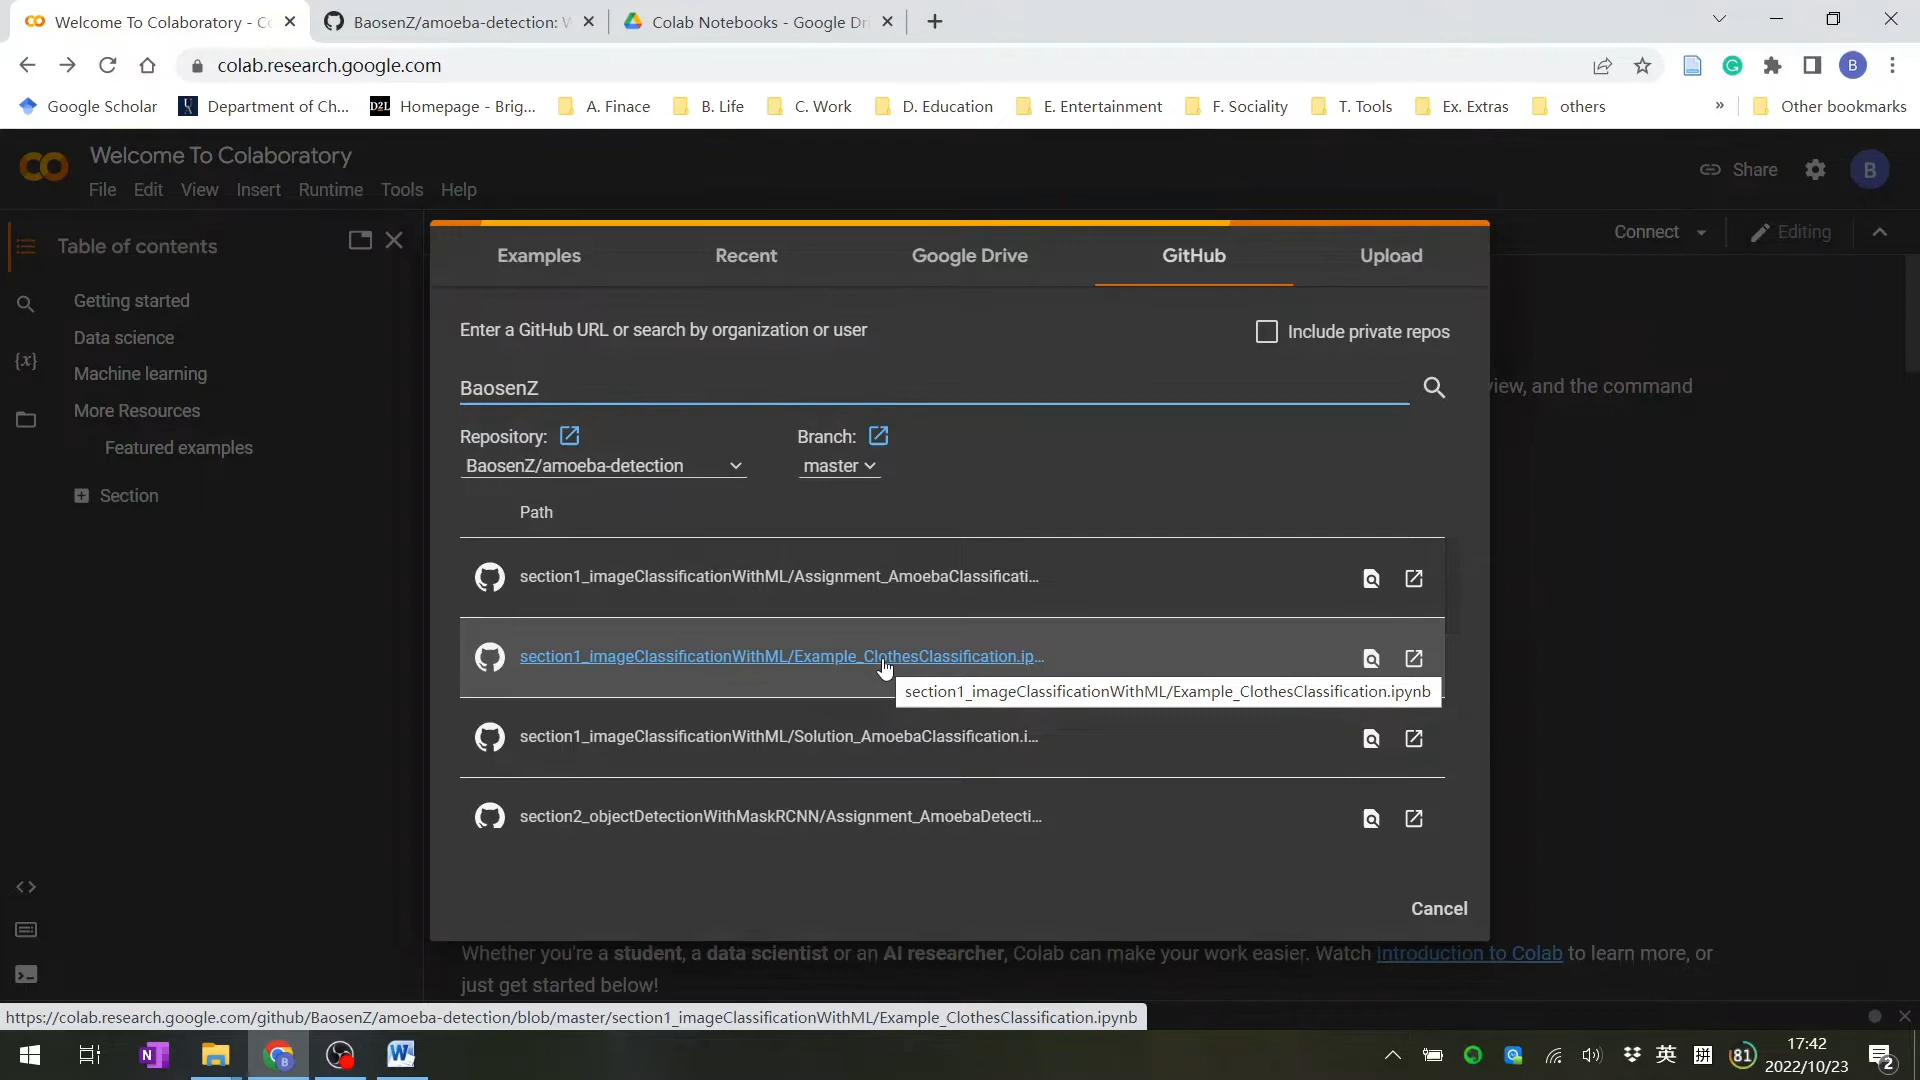 Welcome To Colaboratory - Co
BaosenZ/amoeba-detection: W
Colab Notebooks - Google Dri
colab.research.google.com
B
Google Scholar
Department of Ch...
D2L
Homepage - Brig...
A. Finace
B. Life
C. Work
D. Education
E. Entertainment
F. Sociality
T. Tools
Ex. Extras
others
»
Other bookmarks
Welcome To Colaboratory
File Edit View Insert Runtime Tools Help
Share
B
Table of contents
Getting started
Data science
Machine learning
More Resources
Featured examples
Section
Connect
Editing
view, and the command
Examples
Recent
Google Drive
GitHub
Upload
Enter a GitHub URL or search by organization or user
Include private repos
BaosenZ
Repository:
Branch:
BaosenZ/amoeba-detection
master
Path
section1_imageClassificationWithML/Assignment_AmoebaClassificati...
section1_imageClassificationWithML/Example_ClothesClassification.ip...
section1_imageClassificationWithML/Example_ClothesClassification.ipynb
section1_imageClassificationWithML/Solution_AmoebaClassification.i...
section2_objectDetectionWithMaskRCNN/Assignment_AmoebaDetecti...
Cancel
Whether you're a student, a data scientist or an AI researcher, Colab can make your work easier. Watch Introduction to Colab to learn more, or
just get started below!
https://colab.research.google.com/github/BaosenZ/amoeba-detection/blob/master/section1_imageClassificationWithML/Example_ClothesClassification.ipynb
英
拼
81
17:42
2022/10/23
2